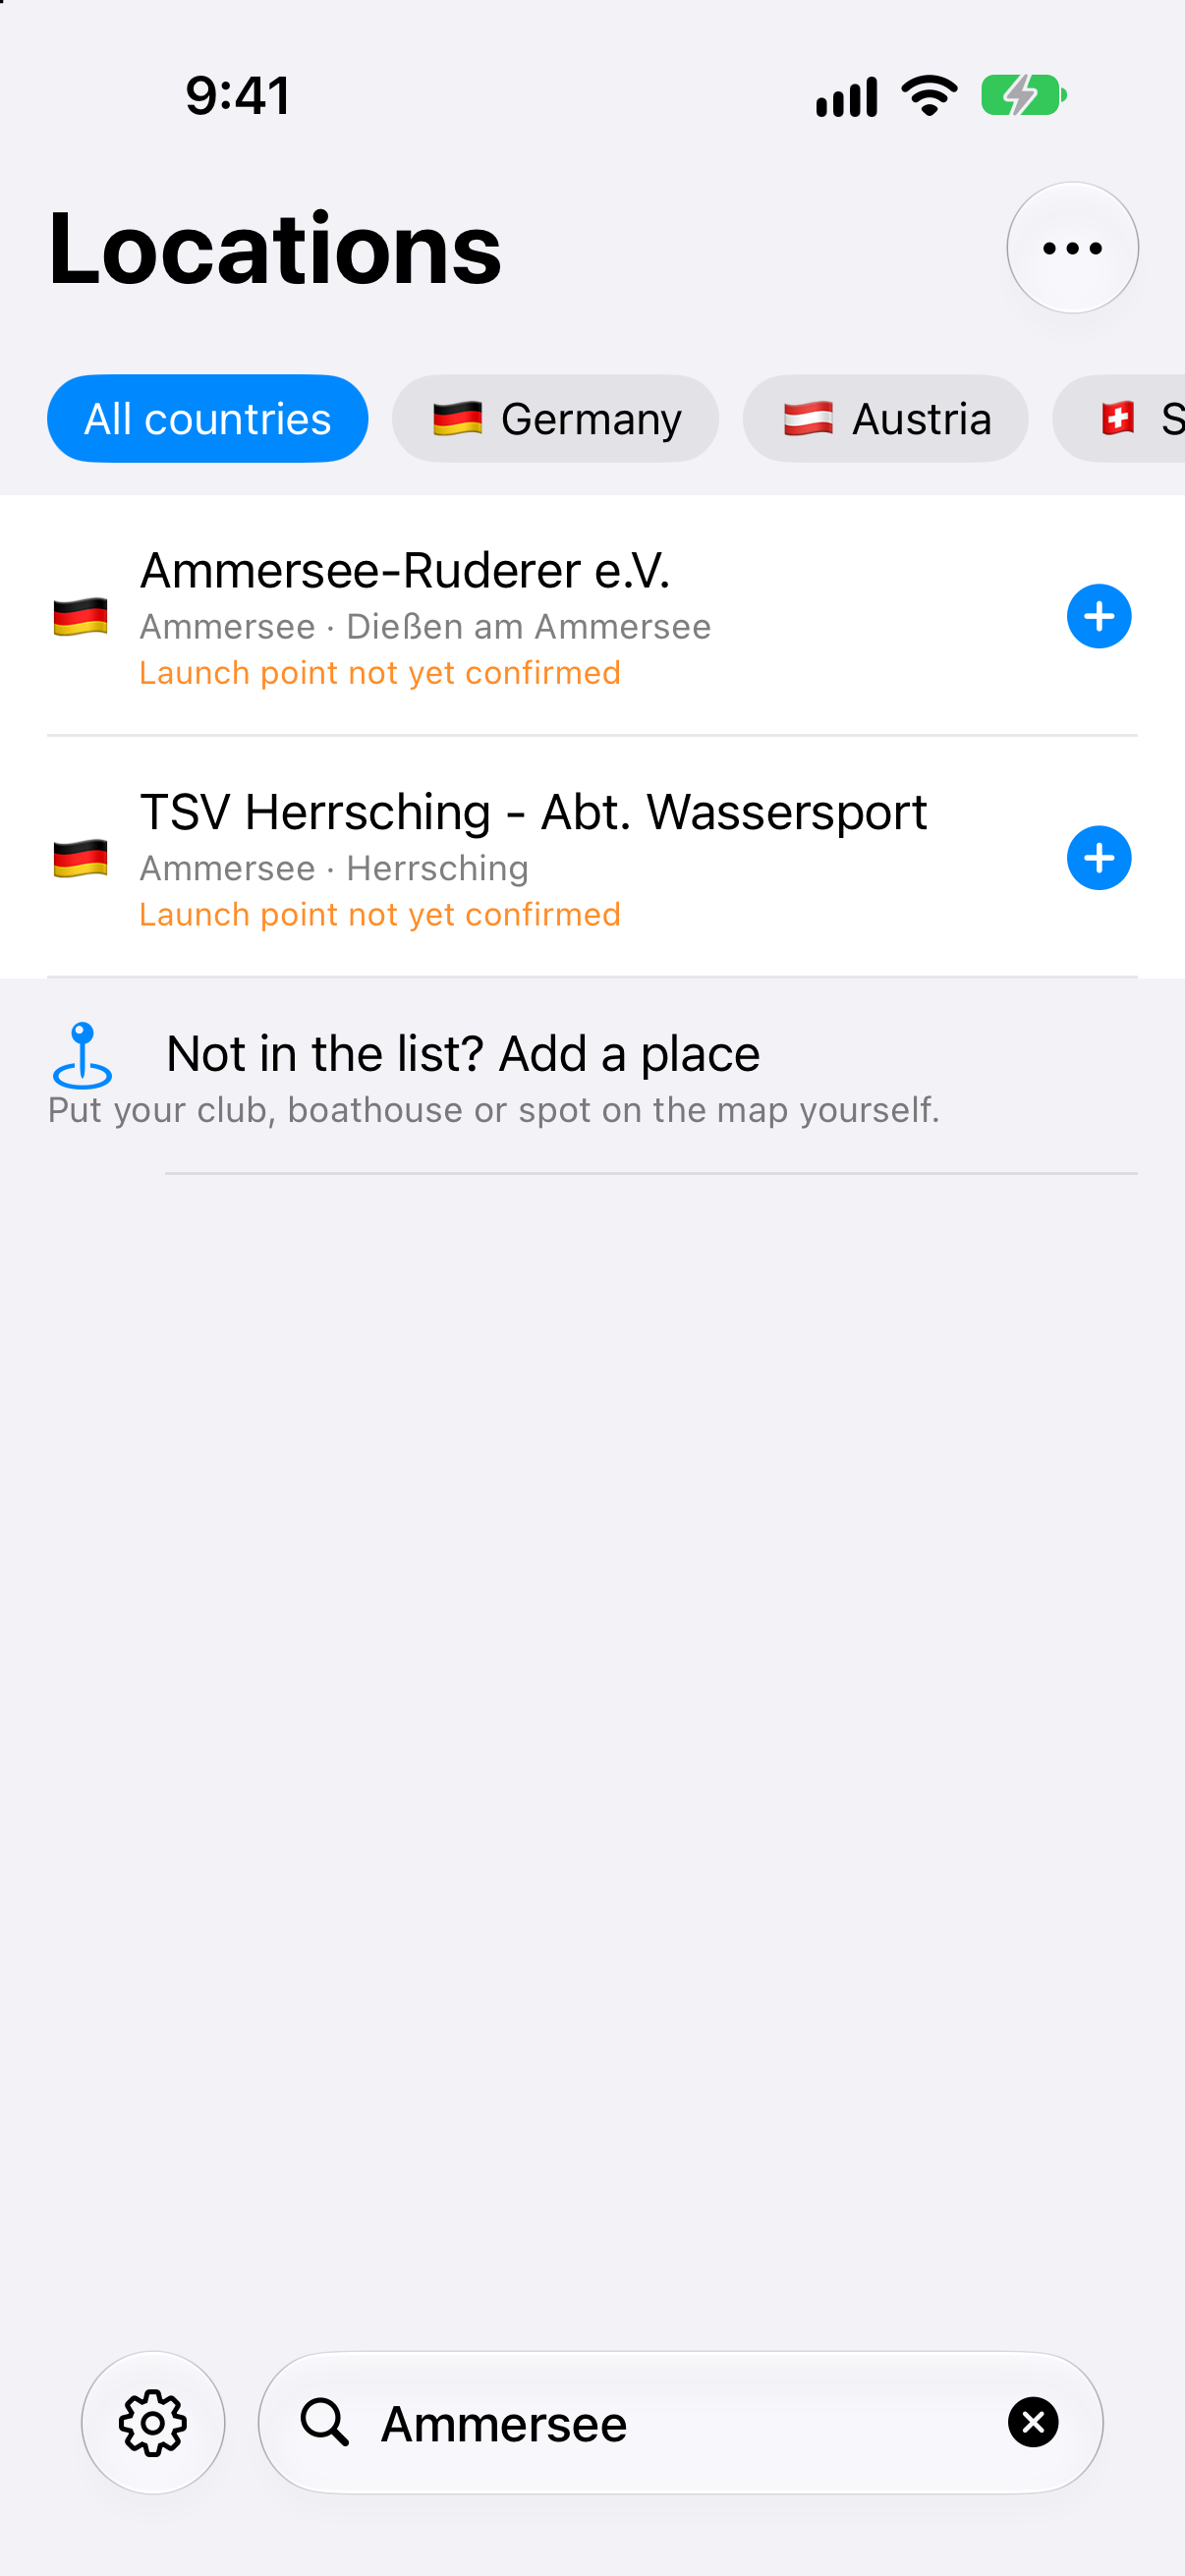 9:41
Locations
All countries
Germany
Austria
S
Ammersee-Ruderer e.V.
Ammersee · Dießen am Ammersee
Launch point not yet confirmed
TSV Herrsching - Abt. Wassersport
Ammersee · Herrsching
Launch point not yet confirmed
Not in the list? Add a place
Put your club, boathouse or spot on the map yourself.
Ammersee